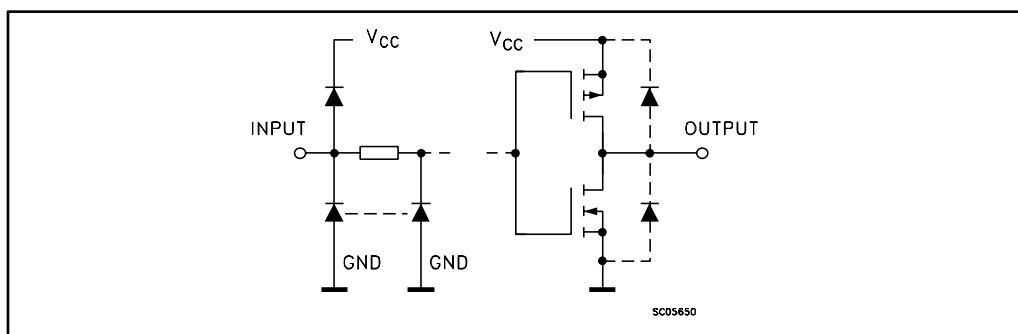 VCC
VCC
INPUT
OUTPUT
GND
GND
SC05650